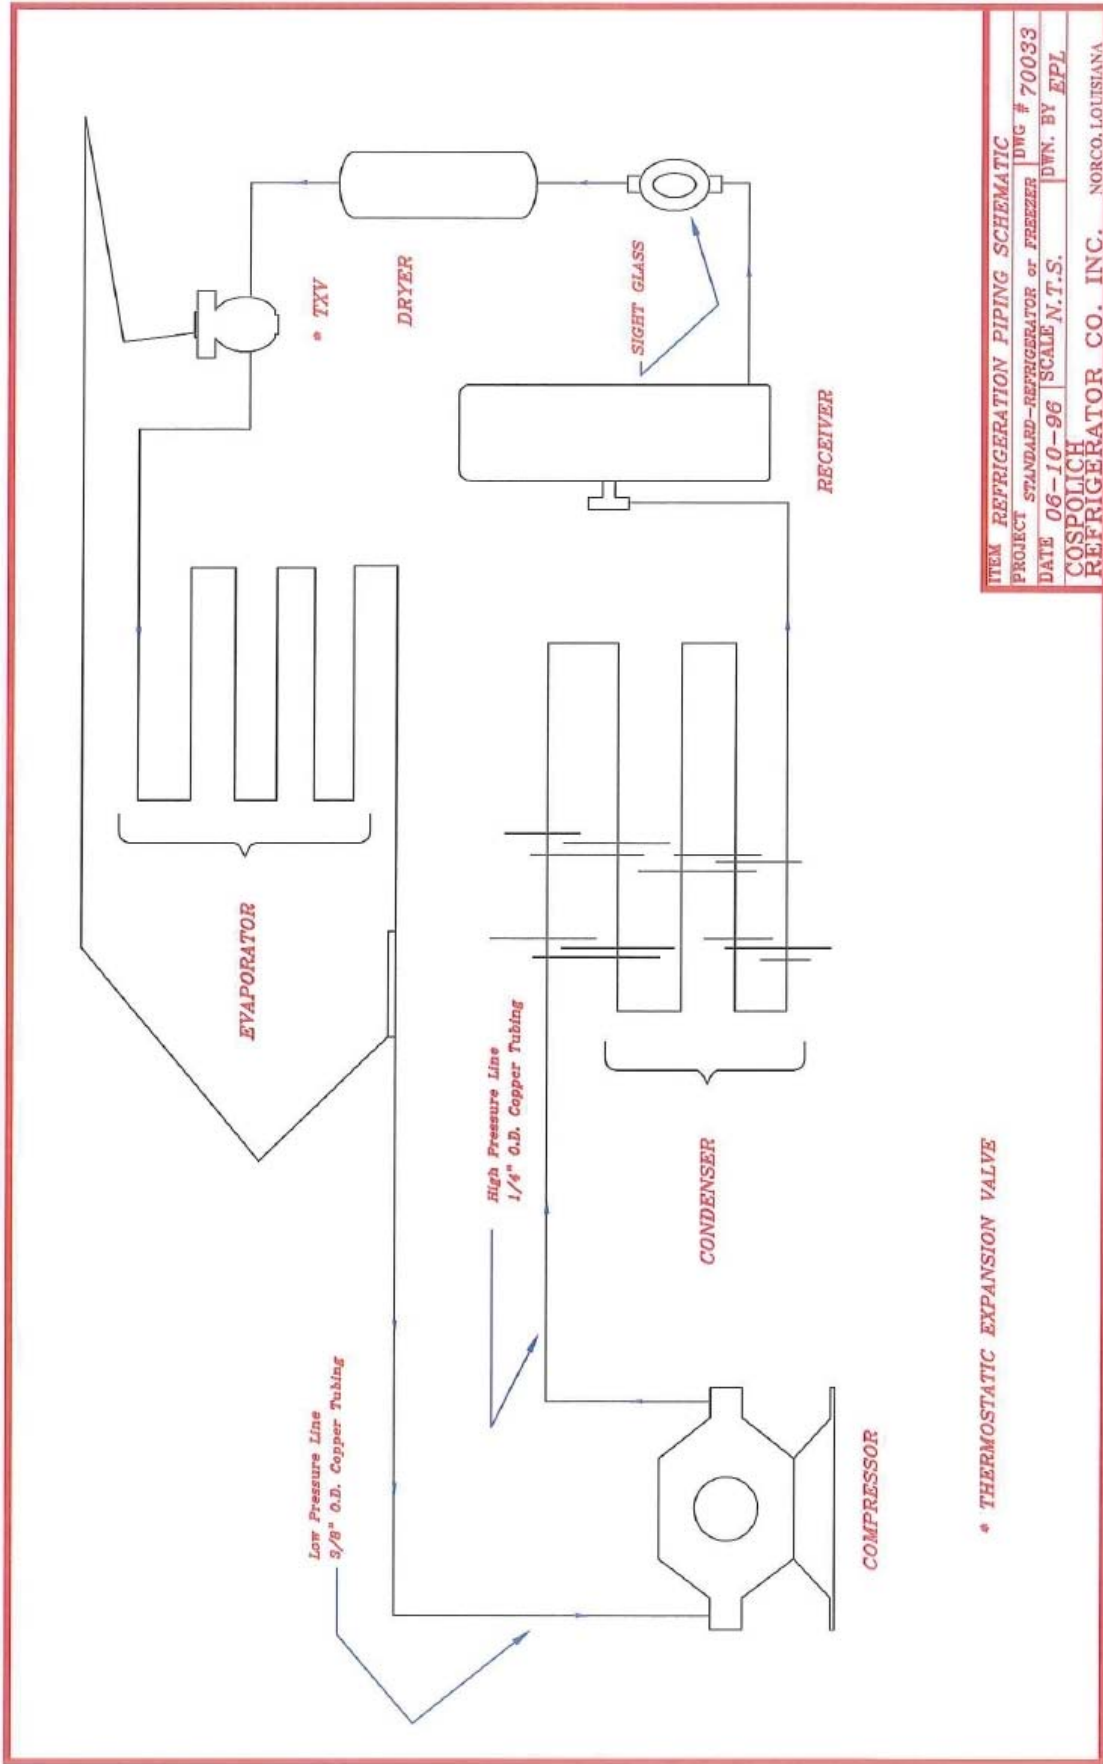 Low Pressure Line
3/8" O.D. Copper Tubing
High Pressure Line
1/4" O.D. Copper Tubing
EVAPORATOR
* TXV
DRYER
SIGHT GLASS
RECEIVER
CONDENSER
COMPRESSOR
* THERMOSTATIC EXPANSION VALVE
ITEM REFRIGERATION PIPING SCHEMATIC
PROJECT STANDARD-REFRIGERATOR or FREEZER DWG # 70033
DATE 06-10-96 SCALE N.T.S. DWN. BY EPL
COSPOLICH
REFRIGERATOR CO. INC. NORCO, LOUISIANA